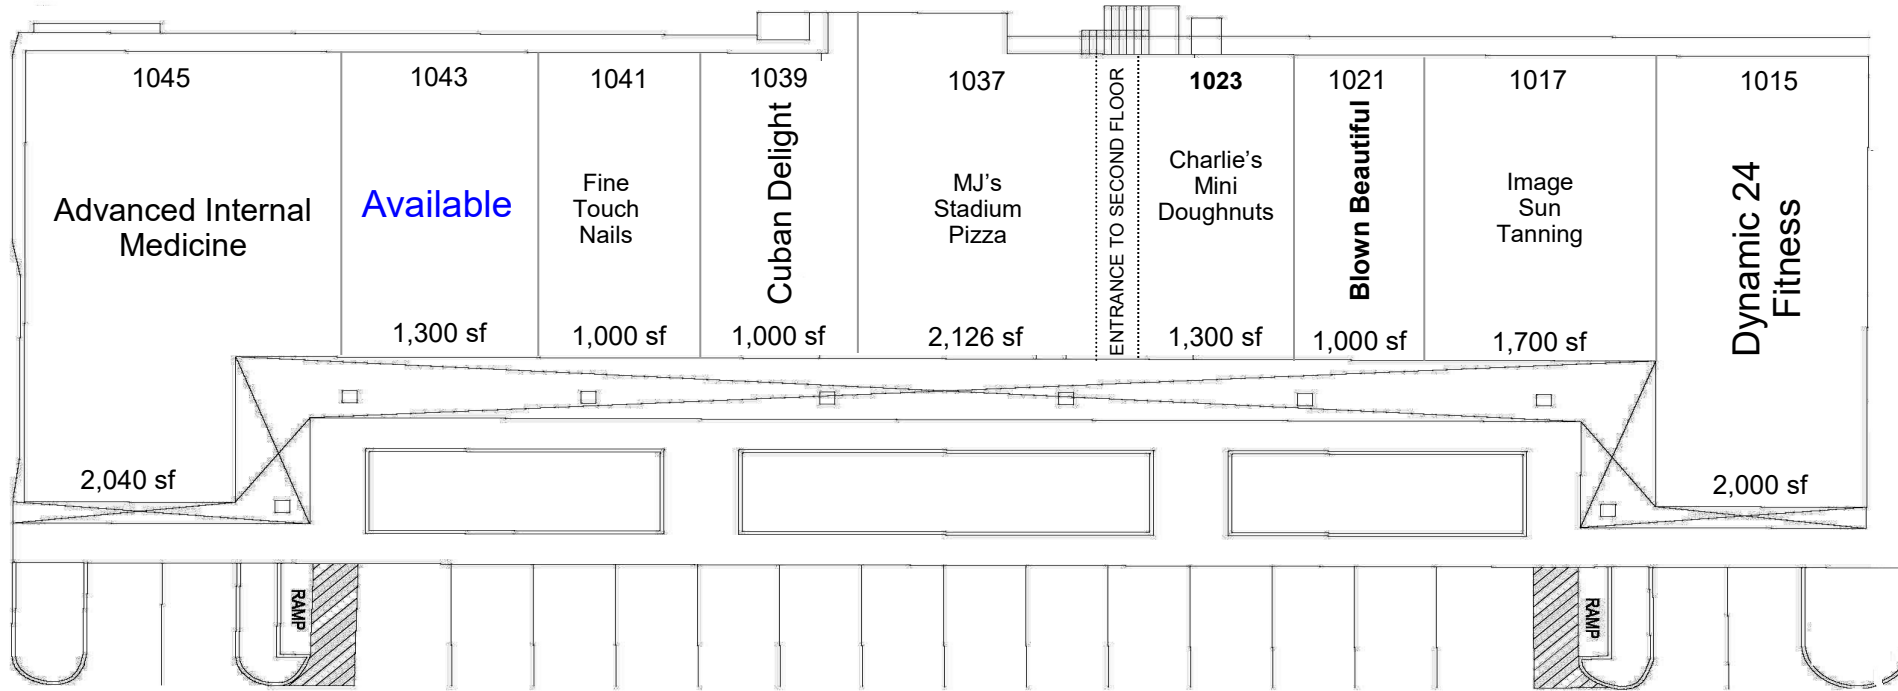 1045
Advanced Internal
Medicine
2,040 sf
1043
Available
1,300 sf
1041
Fine
Touch
Nails
1,000 sf
1039
Cuban Delight
1,000 sf
1037
MJ’s
Stadium
Pizza
2,126 sf
ENTRANCE TO SECOND FLOOR
1023
Charlie’s
Mini
Doughnuts
1,300 sf
1021
Blown Beautiful
1,000 sf
1017
Image
Sun
Tanning
1,700 sf
1015
Dynamic 24
Fitness
2,000 sf
RAMP
RAMP